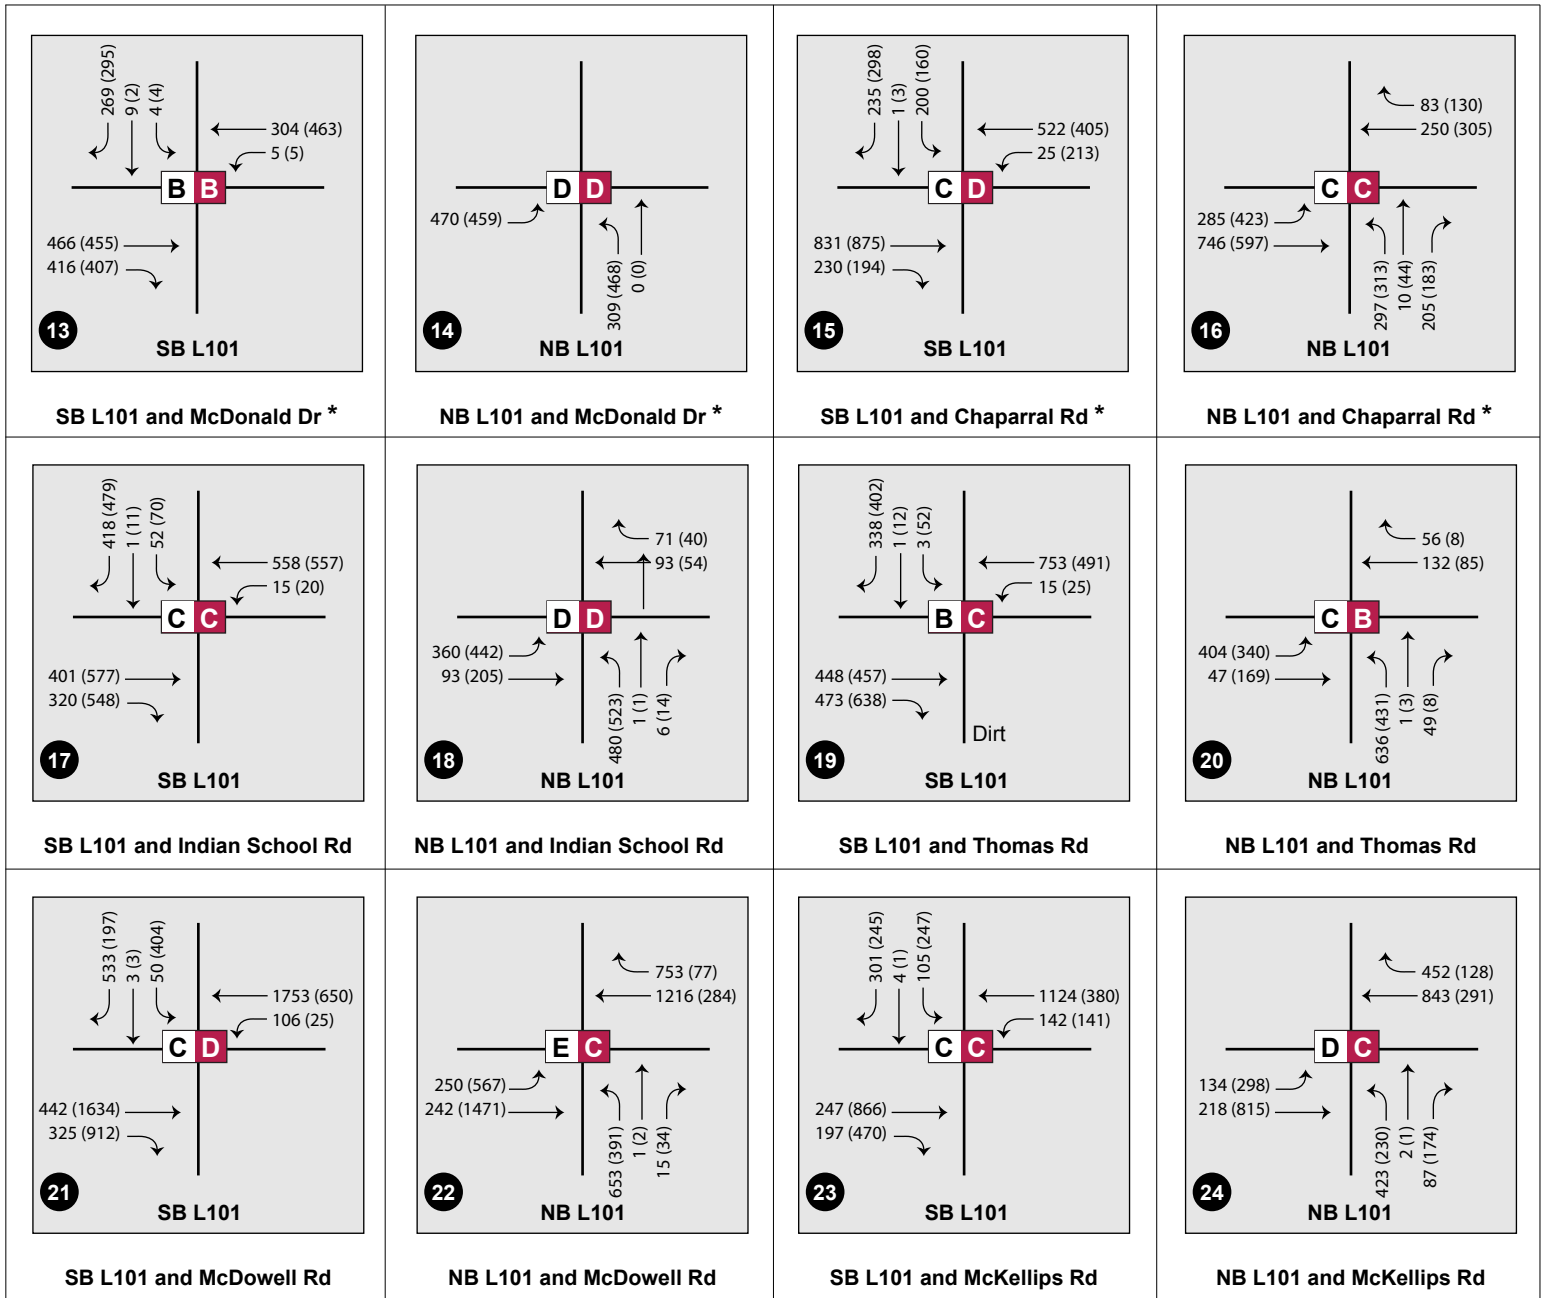 269 (295)
9 (2)
4 (4)
304 (463)
5 (5)
B B
466 (455)
416 (407)
13
SB L101
SB L101 and McDonald Dr *
D D
470 (459)
309 (468)
0 (0)
14
NB L101
NB L101 and McDonald Dr *
235 (298)
1 (3)
200 (160)
522 (405)
25 (213)
C D
831 (875)
230 (194)
15
SB L101
SB L101 and Chaparral Rd *
83 (130)
250 (305)
C C
285 (423)
746 (597)
297 (313)
10 (44)
205 (183)
16
NB L101
NB L101 and Chaparral Rd *
418 (479)
1 (11)
52 (70)
558 (557)
15 (20)
C C
401 (577)
320 (548)
17
SB L101
SB L101 and Indian School Rd
71 (40)
93 (54)
D D
360 (442)
93 (205)
480 (523)
1 (1)
6 (14)
18
NB L101
NB L101 and Indian School Rd
338 (402)
1 (12)
3 (52)
753 (491)
15 (25)
B C
448 (457)
473 (638)
Dirt
19
SB L101
SB L101 and Thomas Rd
56 (8)
132 (85)
C B
404 (340)
47 (169)
636 (431)
1 (3)
49 (8)
20
NB L101
NB L101 and Thomas Rd
533 (197)
3 (3)
50 (404)
1753 (650)
106 (25)
C D
442 (1634)
325 (912)
21
SB L101
SB L101 and McDowell Rd
753 (77)
1216 (284)
E C
250 (567)
242 (1471)
653 (391)
1 (2)
15 (34)
22
NB L101
NB L101 and McDowell Rd
301 (245)
4 (1)
105 (247)
1124 (380)
142 (141)
C C
247 (866)
197 (470)
23
SB L101
SB L101 and McKellips Rd
452 (128)
843 (291)
D C
134 (298)
218 (815)
423 (230)
2 (1)
87 (174)
24
NB L101
NB L101 and McKellips Rd